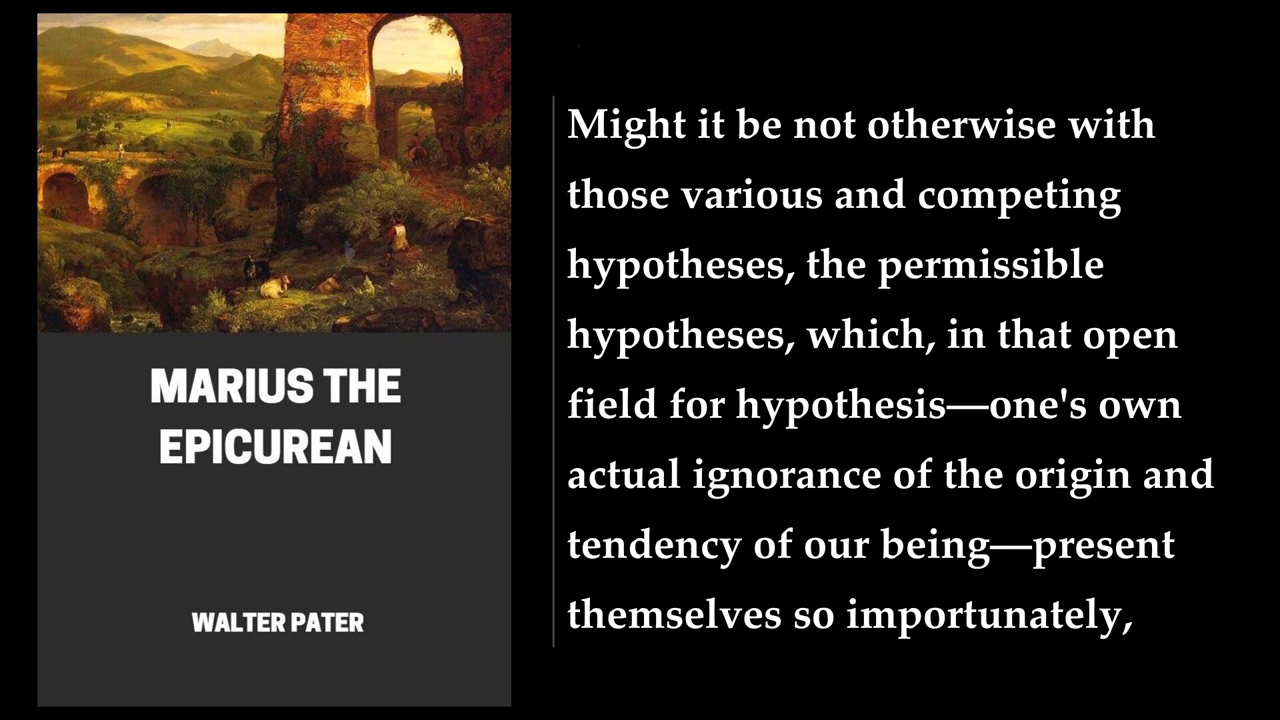 MARIUS THE
EPICUREAN
WALTER PATER
Might it be not otherwise with
those various and competing
hypotheses, the permissible
hypotheses, which, in that open
field for hypothesis—one's own
actual ignorance of the origin and
tendency of our being—present
themselves so importunately,